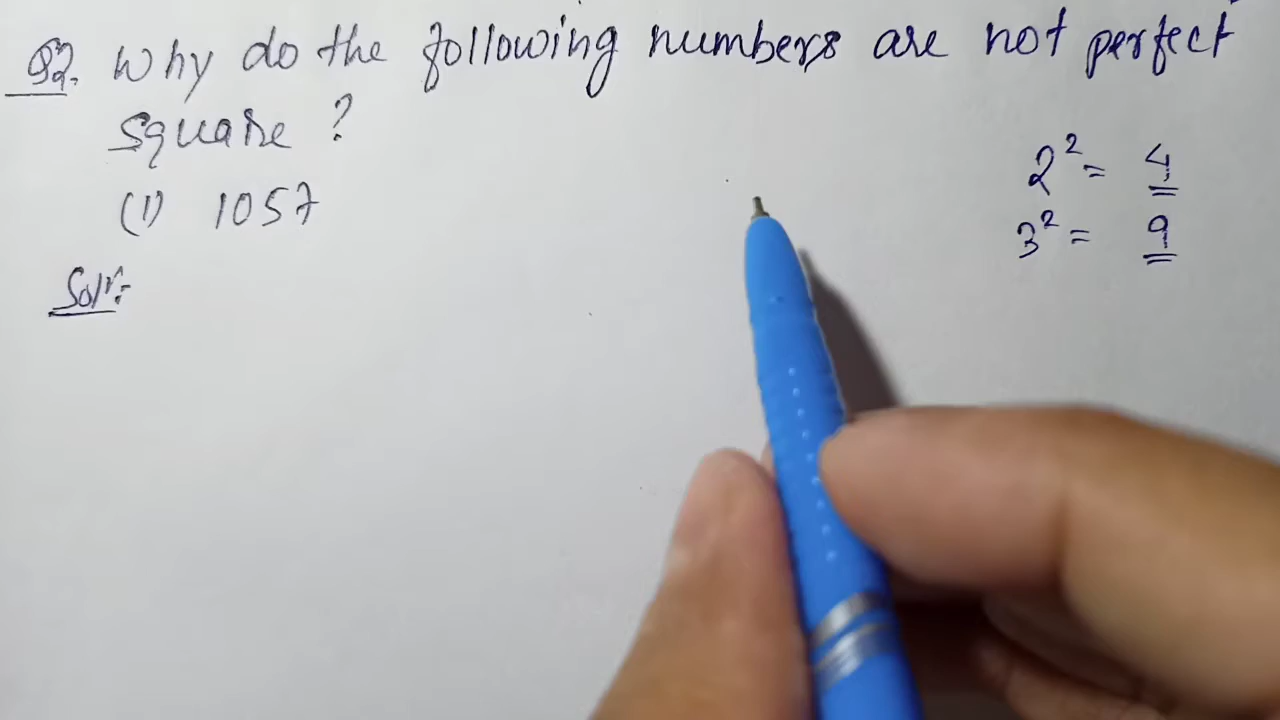 Q2. Why do the following numbers are not perfect
square ?
(1) 1057
2² = 4
3² = 9
Solⁿ:-